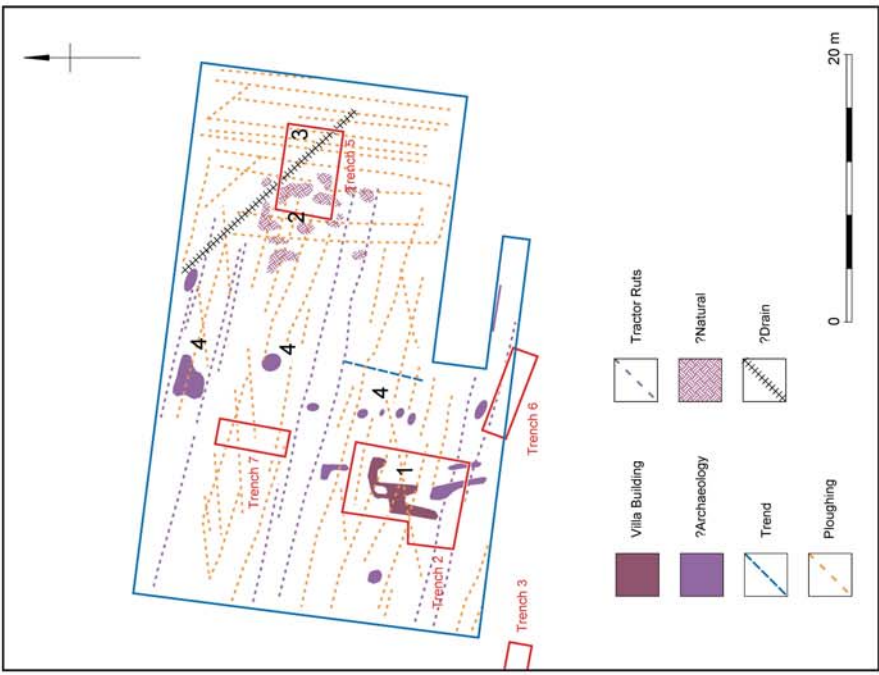 3
Trench 5
2
4
4
4
Trench 7
1
Trench 6
Trench 2
Trench 3
Villa Building
?Archaeology
Trend
Ploughing
Tractor Ruts
?Natural
?Drain
0
20 m